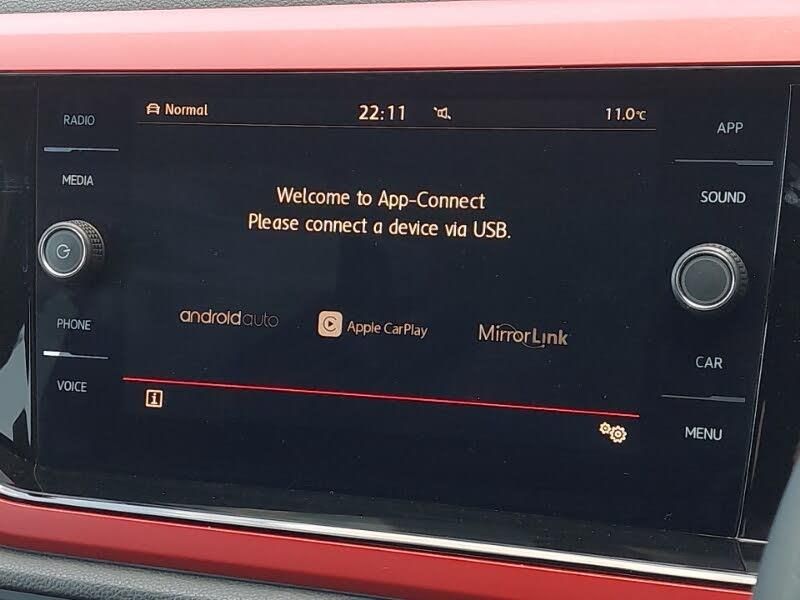 RADIO
MEDIA
PHONE
VOICE
Normal
22:11
11.0°C
Welcome to App-Connect
Please connect a device via USB.
androidauto
Apple CarPlay
MirrorLink
i
APP
SOUND
CAR
MENU